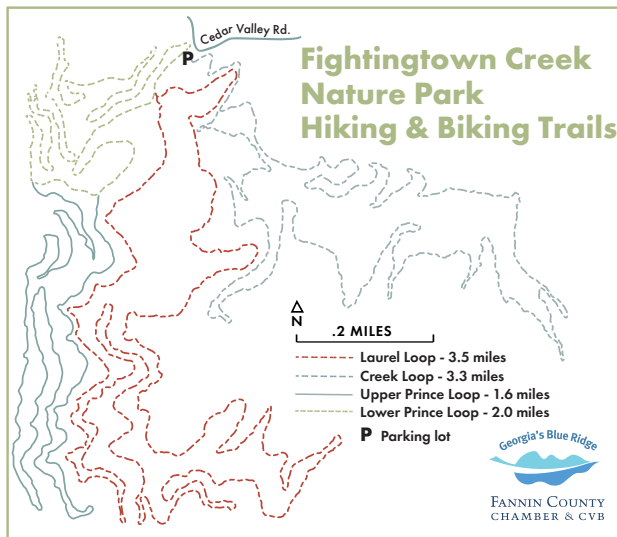 Cedar Valley Rd.
P
Fightingtown Creek
Nature Park
Hiking & Biking Trails
N
.2 MILES
Laurel Loop - 3.5 miles
Creek Loop - 3.3 miles
Upper Prince Loop - 1.6 miles
Lower Prince Loop - 2.0 miles
P Parking lot
Georgia's Blue Ridge
FANNIN COUNTY
CHAMBER & CVB